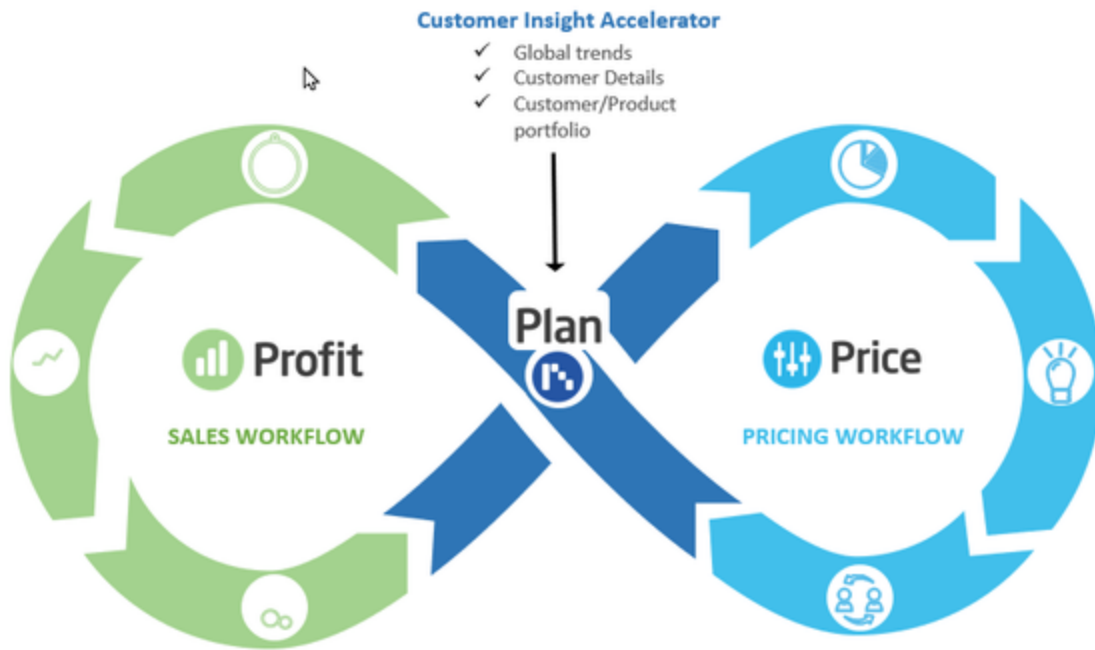 Customer Insight Accelerator
✓ Global trends
✓ Customer Details
✓ Customer/Product
portfolio
Plan
Profit
SALES WORKFLOW
Price
PRICING WORKFLOW